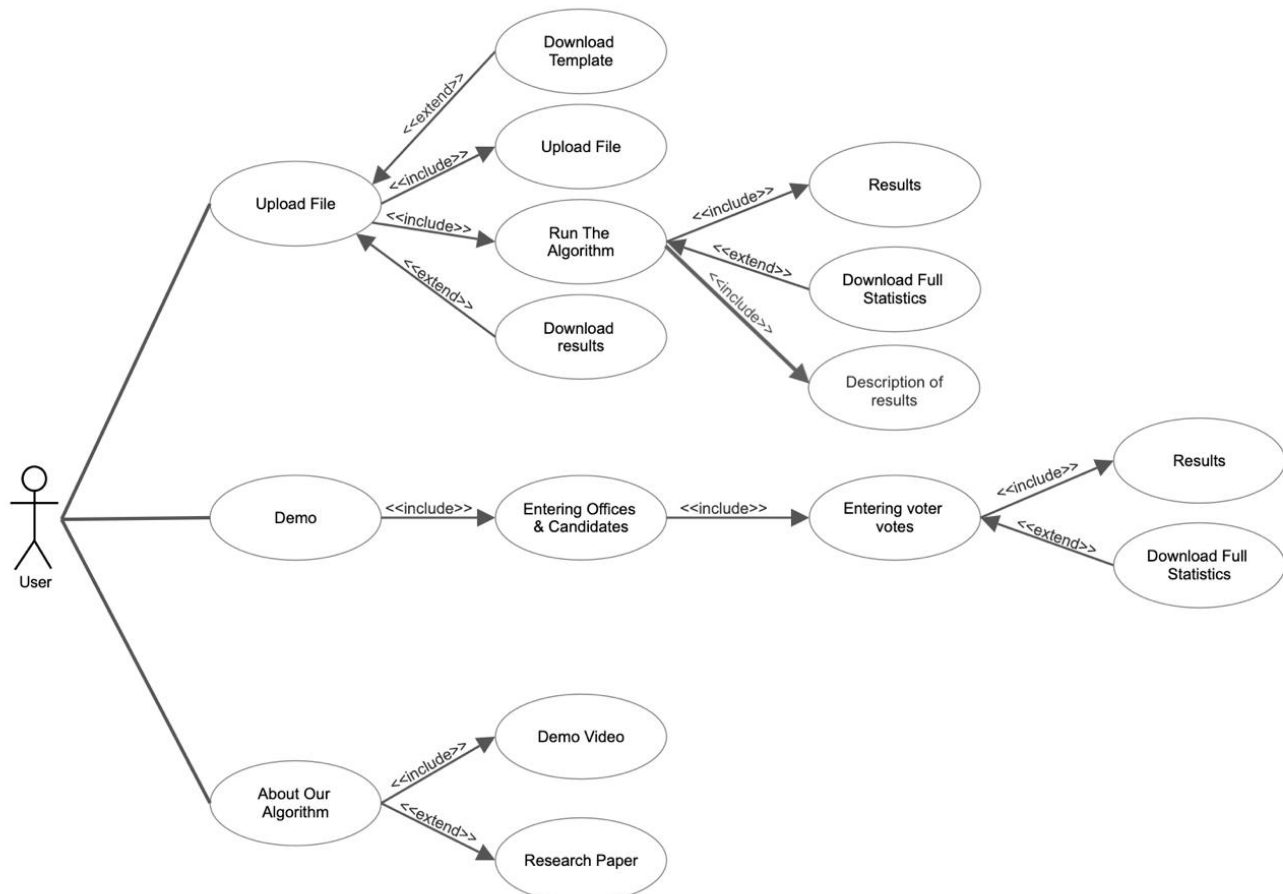 Download
Template
<<extend>>
Upload File
<<include>>
Upload File
<<include>>
Run The
Algorithm
<<extend>>
Download
results
<<include>>
Results
<<extend>>
Download Full
Statistics
<<include>>
Description of
results
User
Demo
<<include>>
Entering Offices
& Candidates
<<include>>
Entering voter
votes
<<include>>
Results
<<extend>>
Download Full
Statistics
About Our
Algorithm
<<include>>
Demo Video
<<extend>>
Research Paper